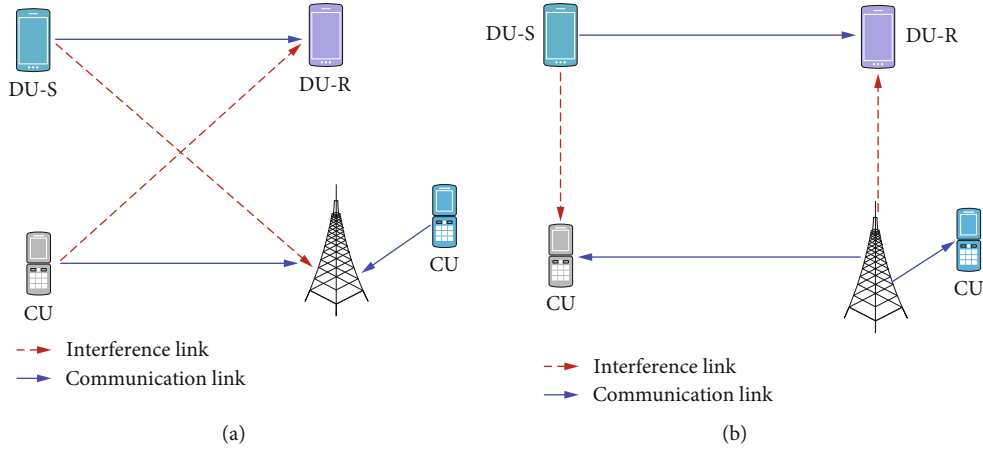 DU-S
DU-R
CU
CU
Interference link
Communication link
(a)
DU-S
DU-R
CU
CU
Interference link
Communication link
(b)